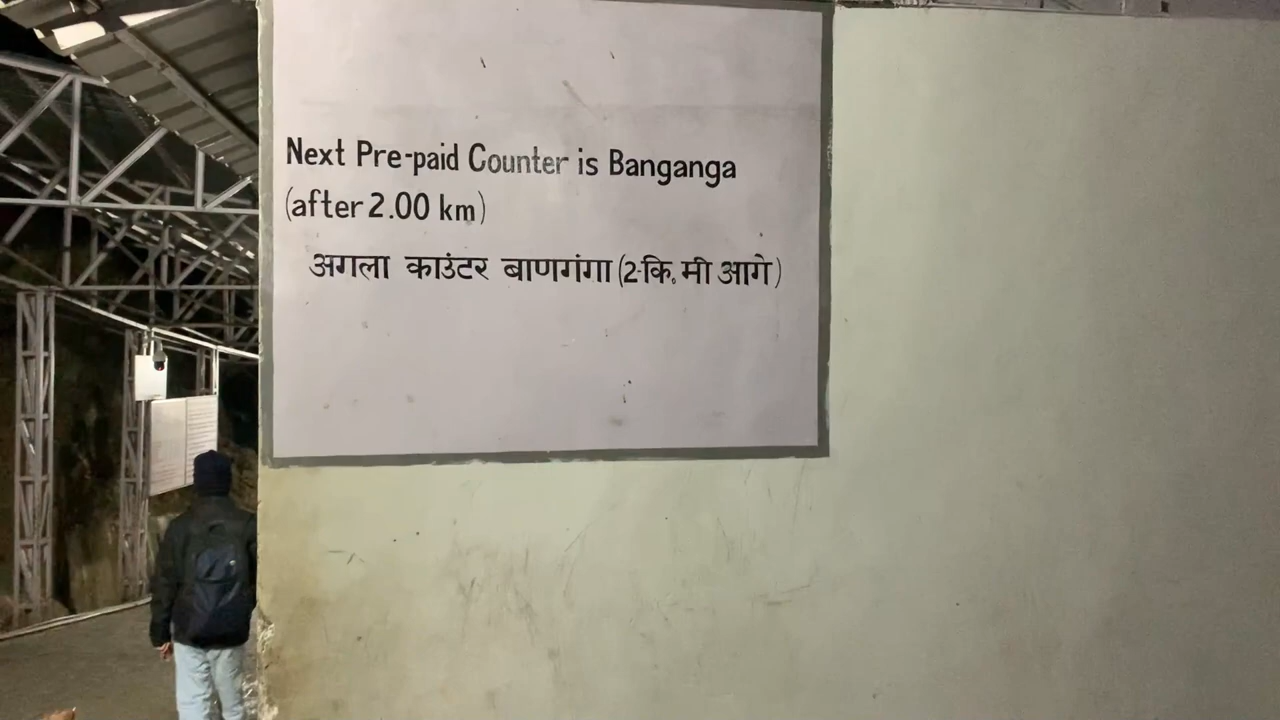 Next Pre-paid Counter is Banganga
(after 2.00 km)
अगला काउंटर बाणगंगा (2-कि॰ मी आगे)